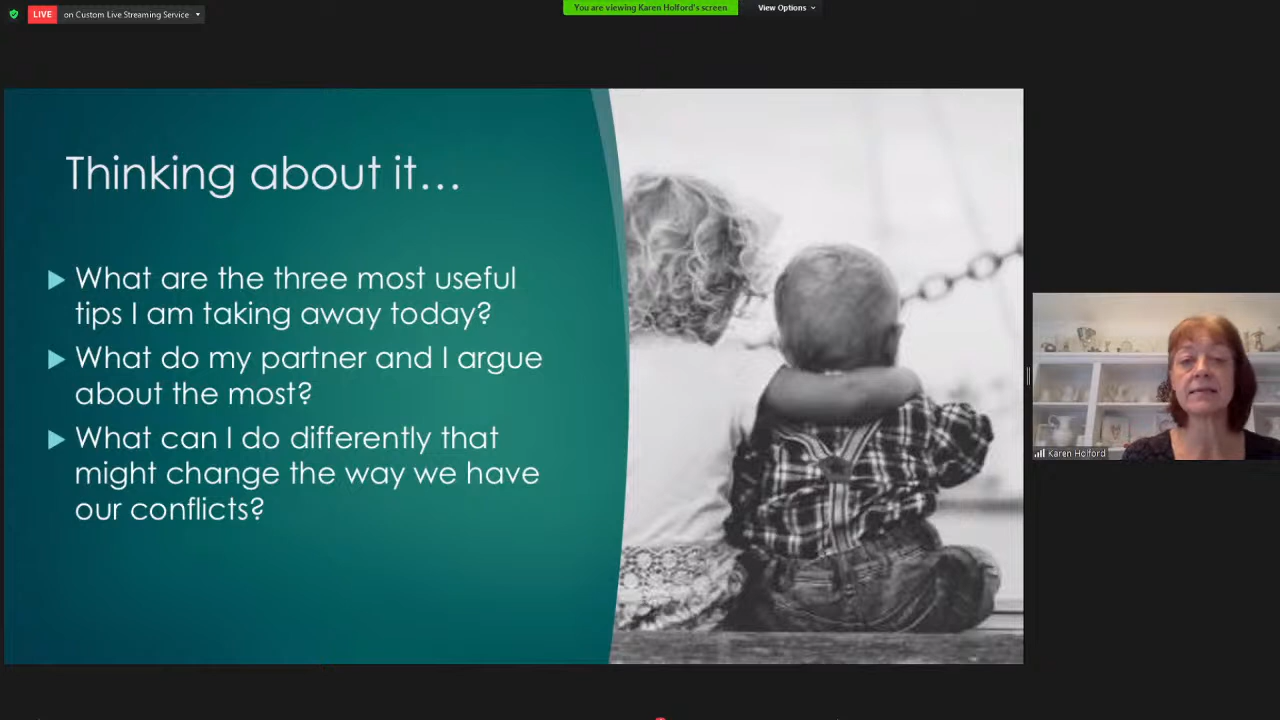 LIVE on Custom Live Streaming Service
You are viewing Karen Holford's screen
View Options
Thinking about it...
What are the three most useful
tips I am taking away today?
What do my partner and I argue
about the most?
What can I do differently that
might change the way we have
our conflicts?
Karen Holford